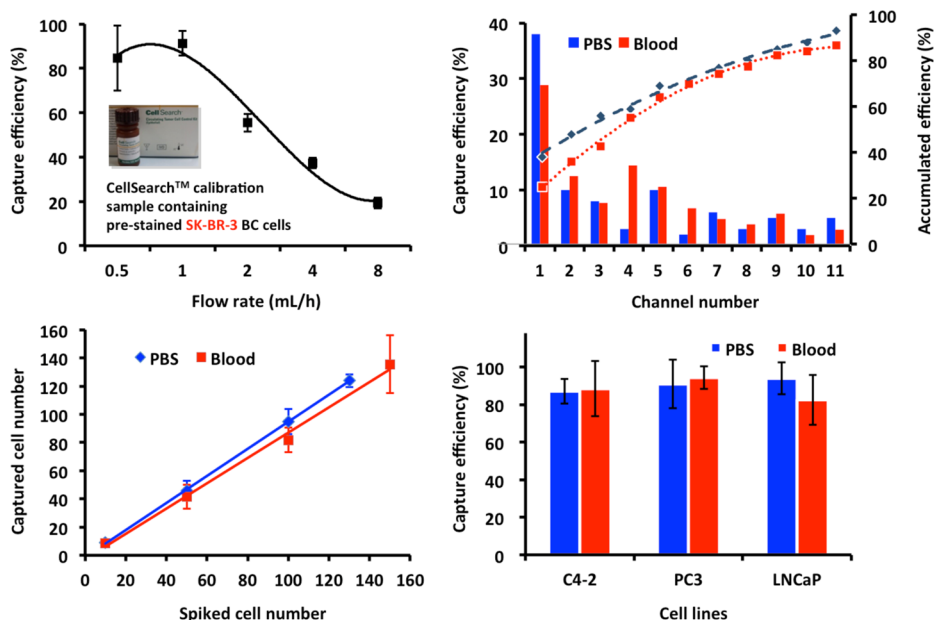 Capture efficiency (%)
120
100
80
60
40
20
0
CellSearch
CellSearch™ calibration
sample containing
pre-stained SK-BR-3 BC cells
0.5 1 2 4 8
Flow rate (mL/h)
Capture efficiency (%)
40
30
20
10
0
PBS Blood
100
80
60
40
20
0
Accumulated efficiency (%)
1 2 3 4 5 6 7 8 9 10 11
Channel number
Captured cell number
160
140
120
100
80
60
40
20
0
PBS Blood
0 20 40 60 80 100 120 140 160
Spiked cell number
Capture efficiency (%)
120
100
80
60
40
20
0
PBS Blood
C4-2 PC3 LNCaP
Cell lines